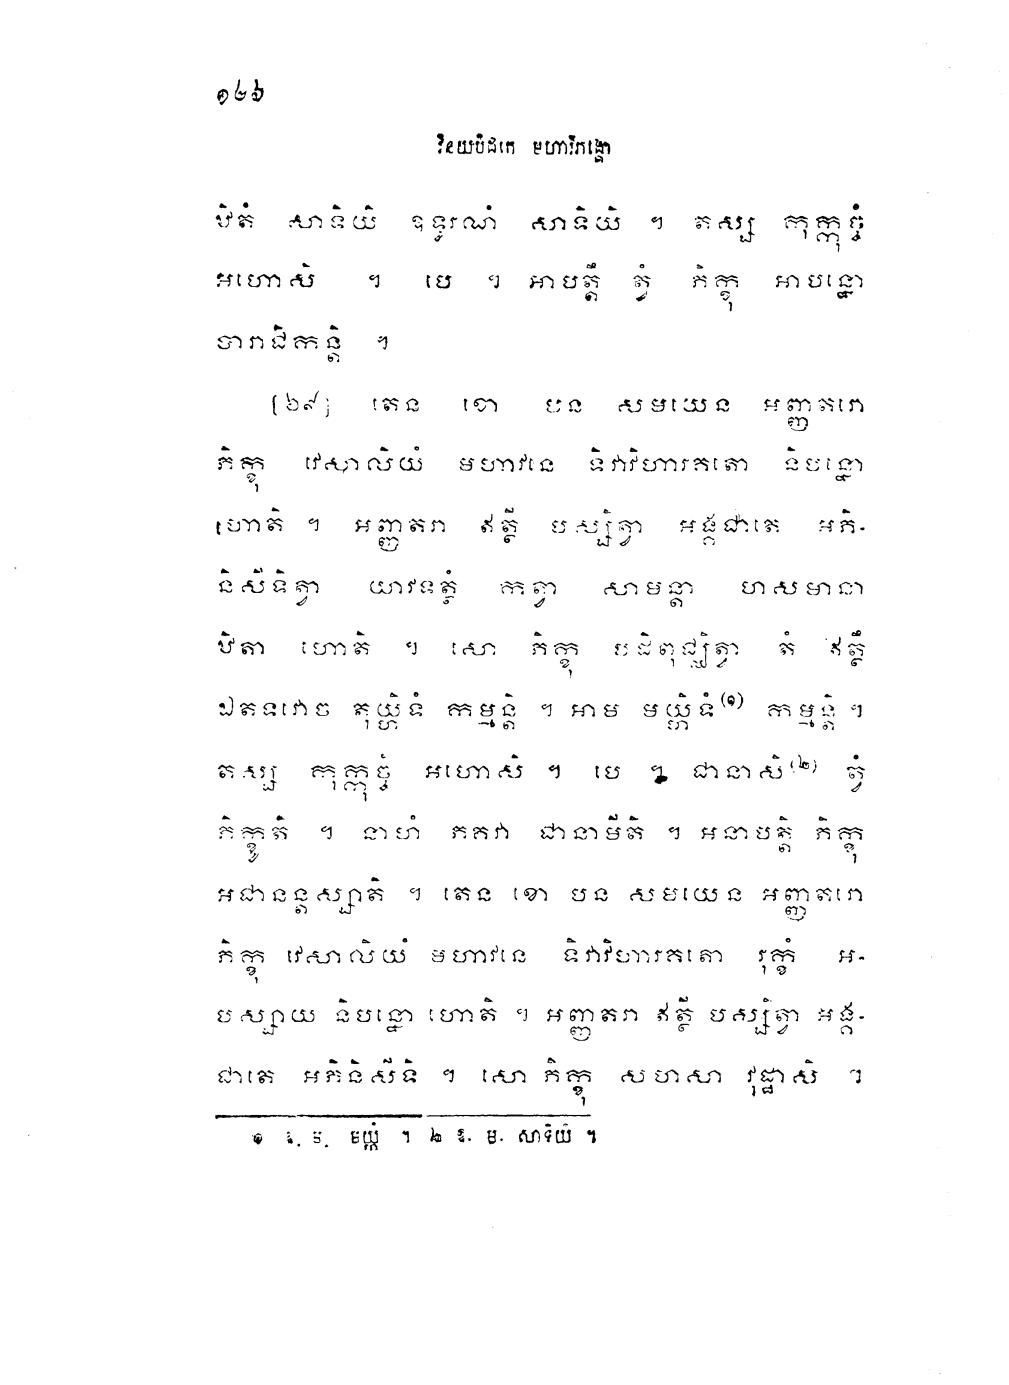 ១២៦
វិនយបិដកេ មហាវិភង្គោ
ឋិតំ សាទិយិ ឧទ្ធរណំ សាទិយិ ។ តស្ស កុក្កុច្ចំ
អហោសិ ។ បេ ។ អាបត្តឹ ត្វំ ភិក្ខុ អាបន្នោ
បារាជិកន្តិ ។
[៦៩] តេន ខោ បន សមយេន អញ្ញតរោ
ភិក្ខុ វេសាលិយំ មហាវនេ ទិវាវិហារគតោ និបន្នោ
ហោតិ ។ អញ្ញតរា ឥត្ថី បស្សិត្វា អង្គជាតេ អភិ-
និសីទិត្វា យាវទត្ថំ កត្វា សាមន្តា ហសមានា
ឋិតា ហោតិ ។ សោ ភិក្ខុ បដិពុជ្ឈិត្វា តំ ឥត្ថឹ
ឯតទវោច តុយ្ហិទំ កម្មន្តិ ។ អាម មយ្ហិទំ(១) កម្មន្តិ ។
តស្ស កុក្កុច្ចំ អហោសិ ។ បេ ។ ជានាសិ(២) ត្វំ
ភិក្ខូតិ ។ នាហំ ភគវា ជានាមីតិ ។ អនាបត្តិ ភិក្ខុ
អជានន្តស្សាតិ ។ តេន ខោ បន សមយេន អញ្ញតរោ
ភិក្ខុ វេសាលិយំ មហាវនេ ទិវាវិហារគតោ រុក្ខំ អ-
បស្សាយ និបន្នោ ហោតិ ។ អញ្ញតរា ឥត្ថី បស្សិត្វា អង្គ-
ជាតេ អភិនិសីទិ ។ សោ ភិក្ខុ សហសា វុដ្ឋាសិ ។
១ ឱ. ម. មយ្ហំ ។ ២ ឱ. ម. សាទិយិ ។